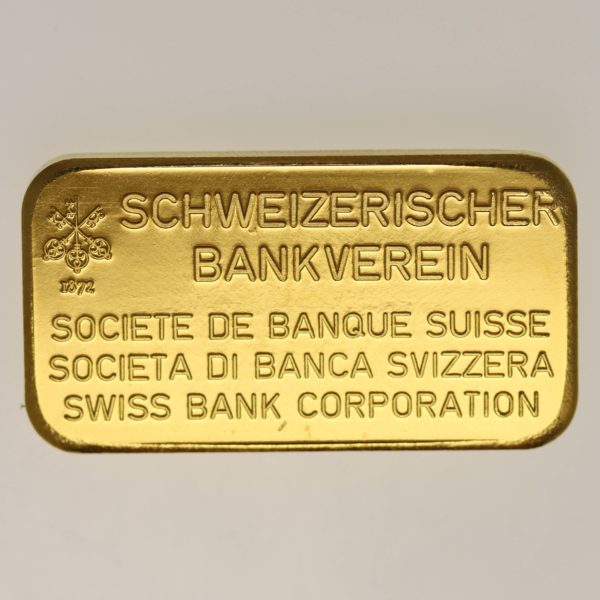 SCHWEIZERISCHER
BANKVEREIN
1872
SOCIETE DE BANQUE SUISSE
SOCIETA DI BANCA SVIZZERA
SWISS BANK CORPORATION